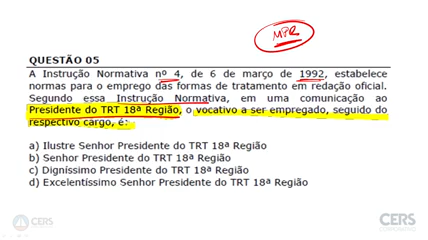 MPR
QUESTÃO 05
A Instrução Normativa nº 4, de 6 de março de 1992, estabelece
normas para o emprego das formas de tratamento em redação oficial.
Segundo essa Instrução Normativa, em uma comunicação ao
Presidente do TRT 18ª Região, o vocativo a ser empregado, seguido do
respectivo cargo, é:
a) Ilustre Senhor Presidente do TRT 18ª Região
b) Senhor Presidente do TRT 18ª Região
c) Digníssimo Presidente do TRT 18ª Região
d) Excelentíssimo Senhor Presidente do TRT 18ª Região
CERS
CERS